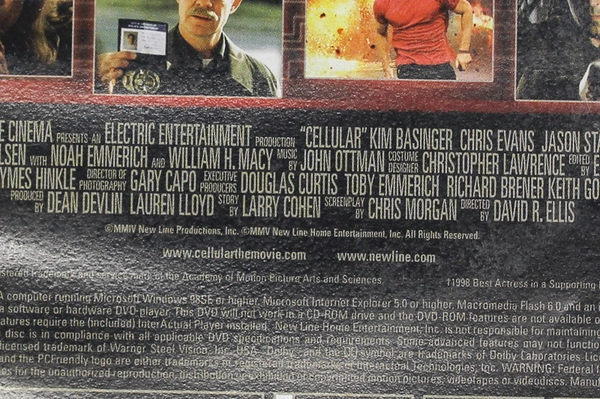 E CINEMA PRESENTS AN ELECTRIC ENTERTAINMENT PRODUCTION "CELLULAR" KIM BASINGER CHRIS EVANS JASON STA
LSEN WITH NOAH EMMERICH AND WILLIAM H. MACY MUSIC BY JOHN OTTMAN COSTUME DESIGNER CHRISTOPHER LAWRENCE EDITED BY E
YMES HINKLE DIRECTOR OF PHOTOGRAPHY GARY CAPO EXECUTIVE PRODUCERS DOUGLAS CURTIS TOBY EMMERICH RICHARD BRENER KEITH GO
PRODUCED BY DEAN DEVLIN LAUREN LLOYD STORY BY LARRY COHEN SCREENPLAY BY CHRIS MORGAN DIRECTED BY DAVID R. ELLIS
©MMIV New Line Productions, Inc. ©MMV New Line Home Entertainment, Inc. All Rights Reserved.
www.cellularthemovie.com www.newline.com
stered trademark and service mark of the Academy of Motion Picture Arts and Sciences. †1998 Best Actress in a Supporting
A computer running Microsoft Windows 98SE or higher, Microsoft Internet Explorer 5.0 or higher, Macromedia Flash 6.0 and an
a software or hardware DVD player. This DVD will not work in a CD-ROM drive and the DVD-ROM features are not available o
atures require the (included) InterActual Player installed. New Line Home Entertainment, Inc. is not responsible for maintaining
disc is in compliance with all applicable DVD specifications and requirements. Some advanced features may not functio
censed trademark of Warner Steel Vision, Inc. USA. "Dolby" and the DD symbol are trademarks of Dolby Laboratories Lice
and the PCFriendly logo are either trademarks or registered trademarks of InterActual Technologies, Inc. WARNING: Federal l
es for the unauthorized reproduction, distribution or exhibition of copyrighted motion pictures, videotapes or videodiscs. Manuf